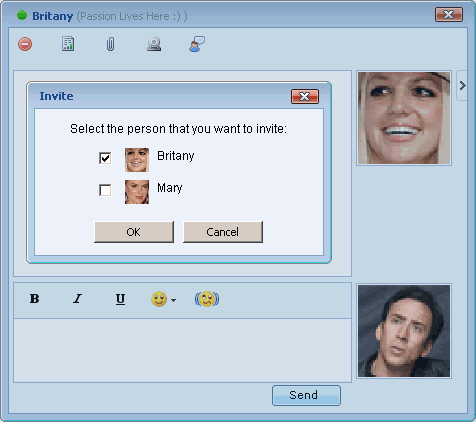 Britany (Passion Lives Here :) )
Invite
Select the person that you want to invite:
Britany
Mary
OK Cancel
B I U
Send